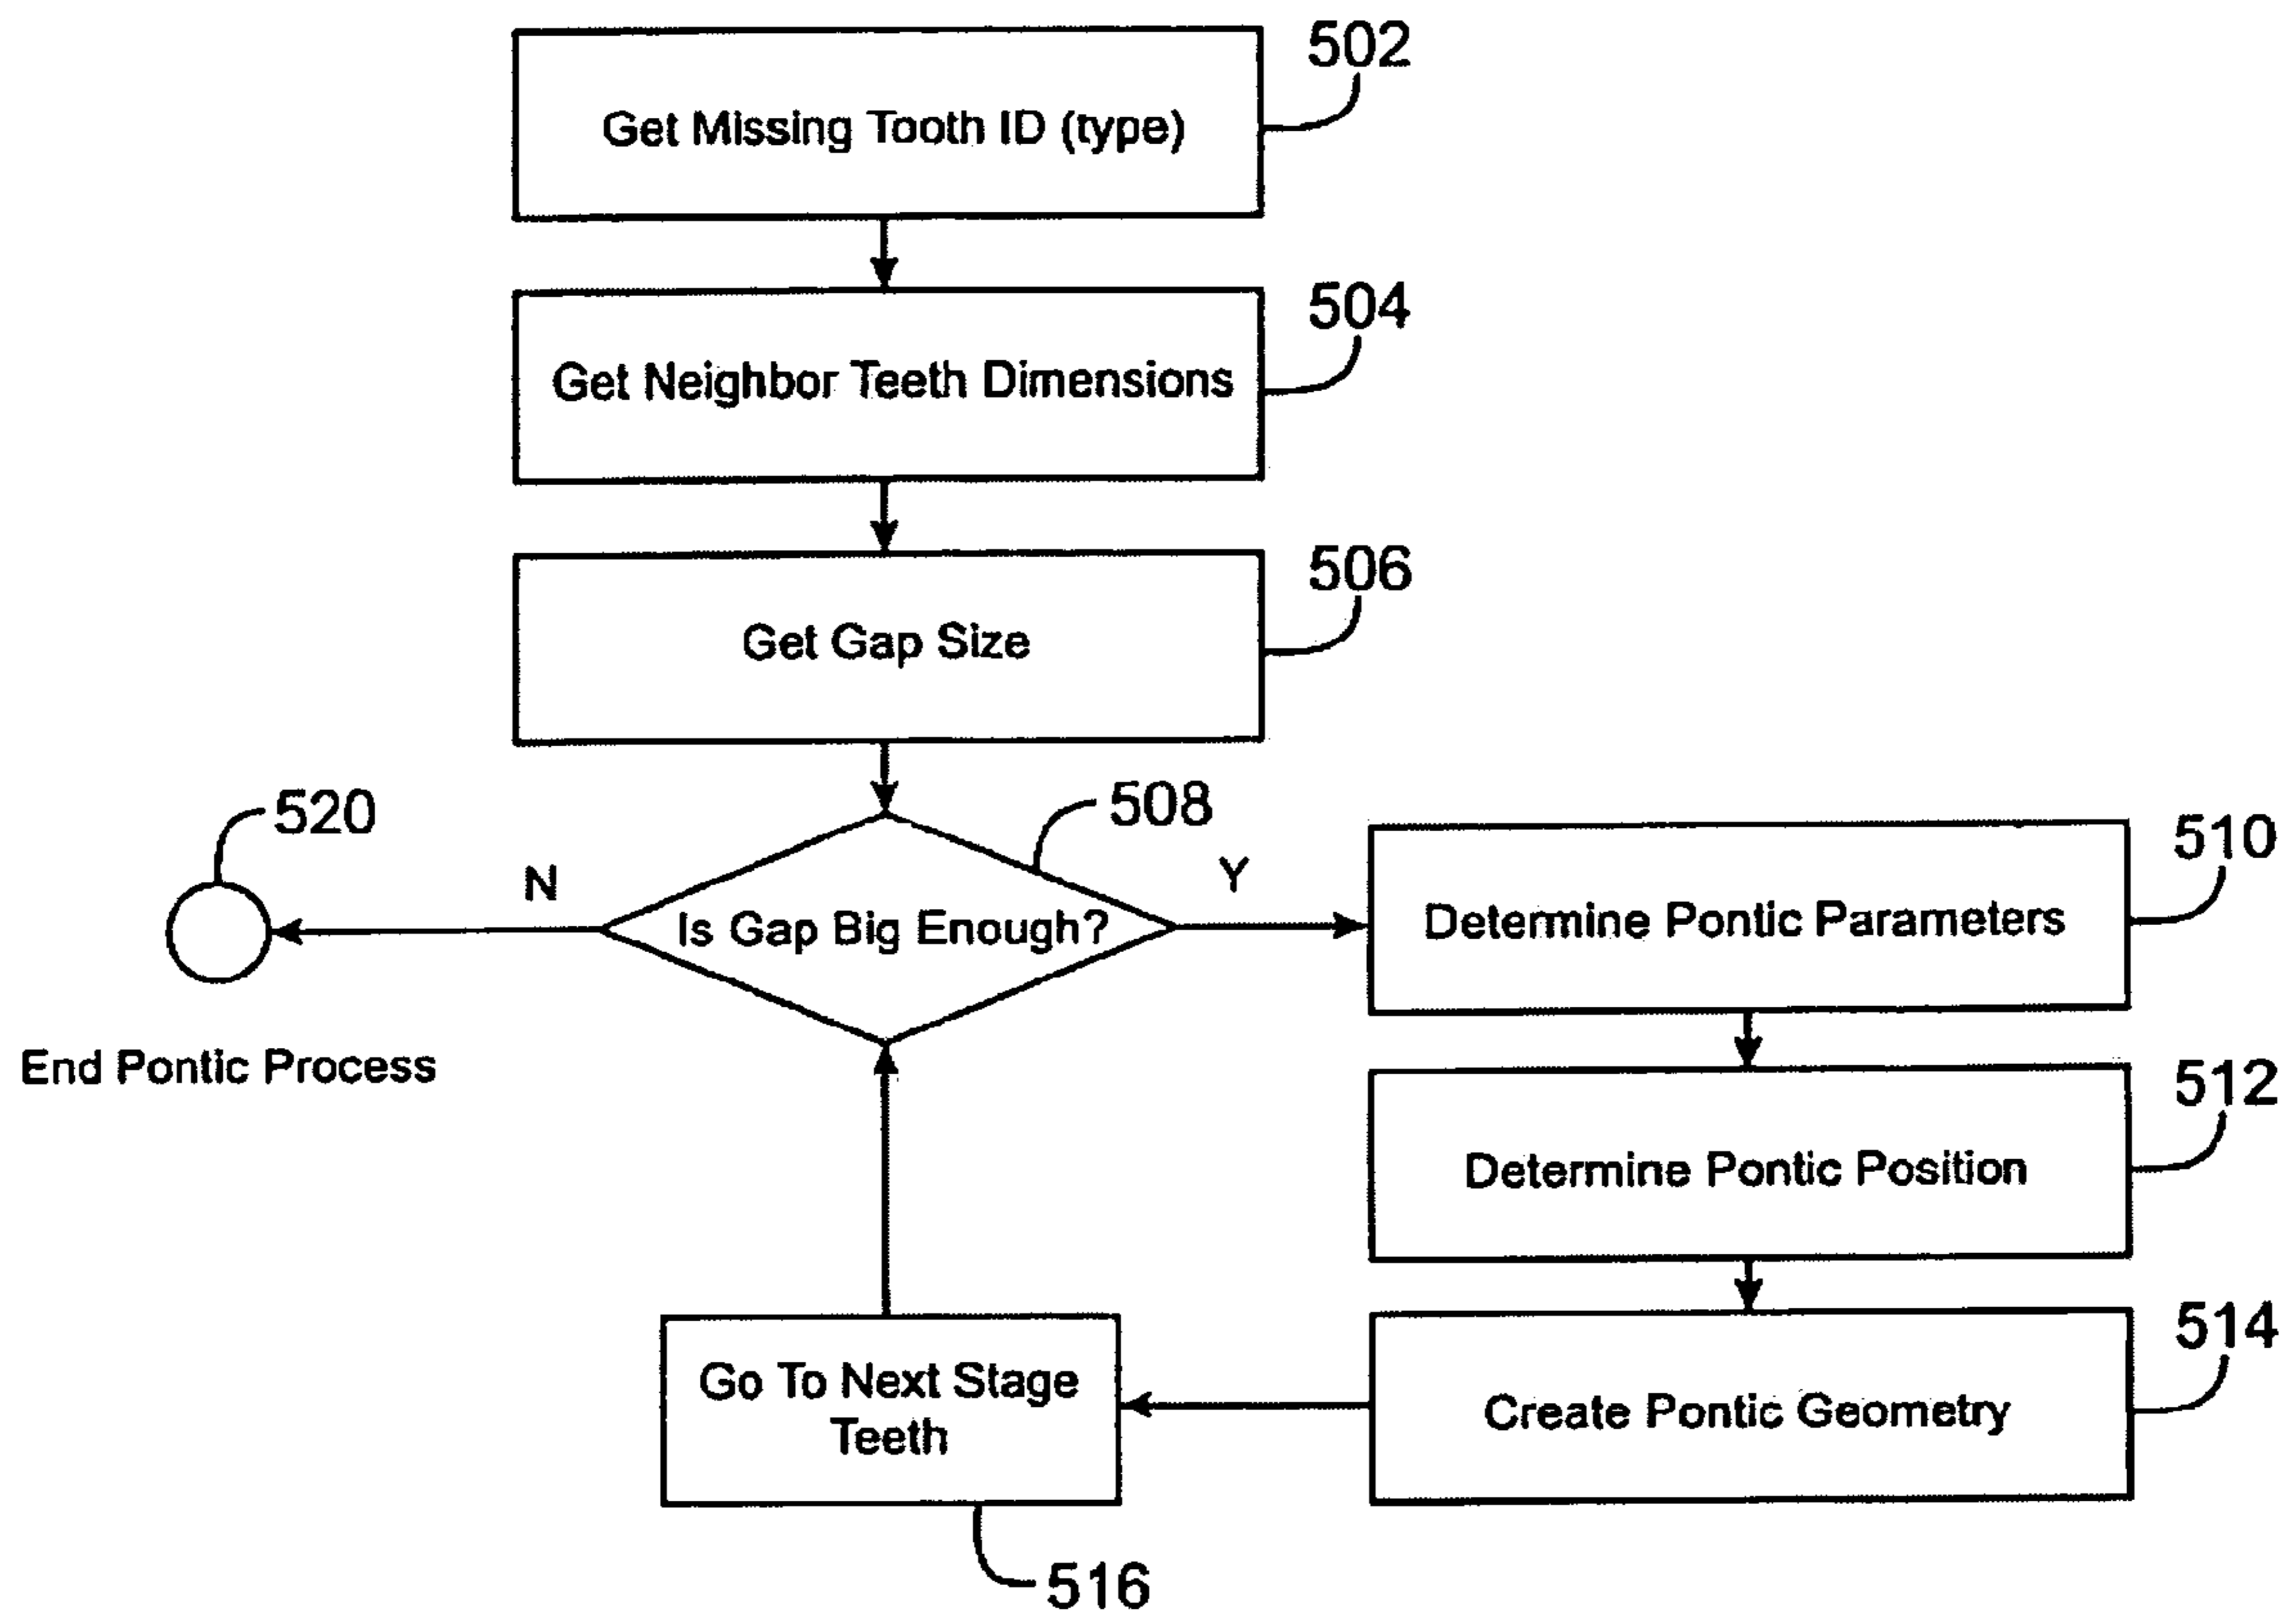 502
Get Missing Tooth ID (type)
504
Get Neighbor Teeth Dimensions
506
Get Gap Size
520
508
N
Y
Is Gap Big Enough?
510
Determine Pontic Parameters
End Pontic Process
512
Determine Pontic Position
514
Go To Next Stage
Teeth
Create Pontic Geometry
516